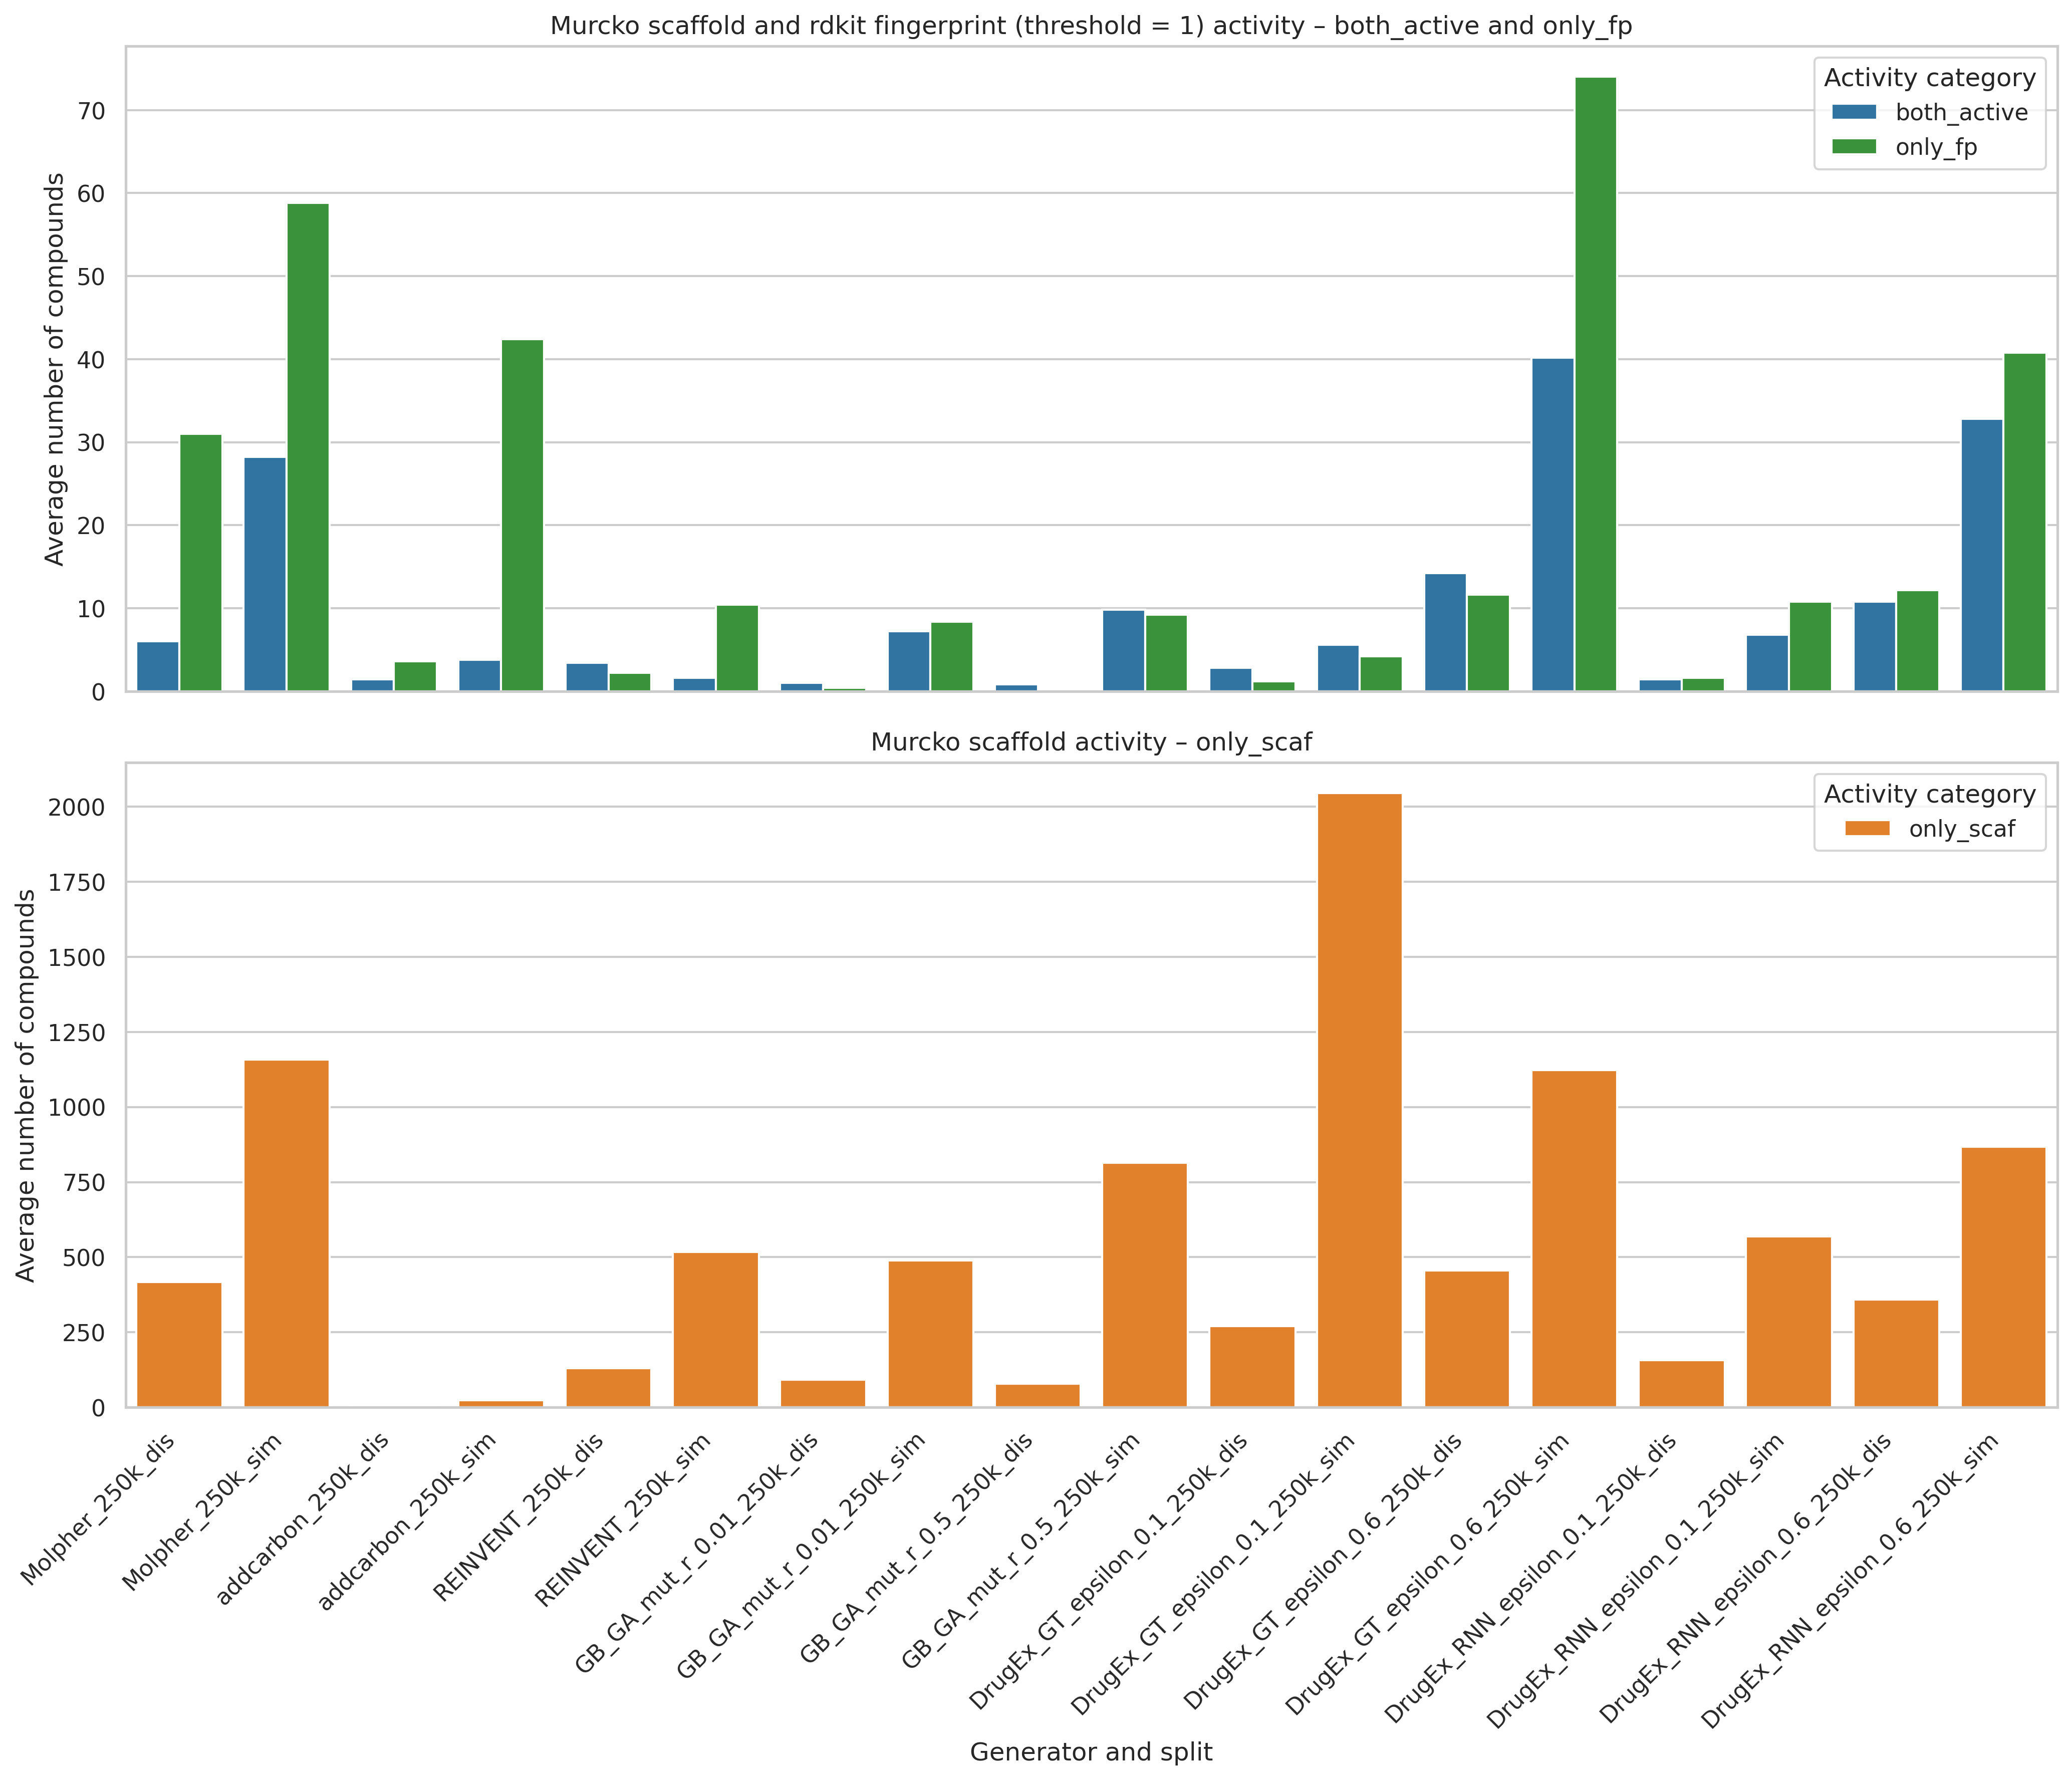 Murcko scaffold and rdkit fingerprint (threshold = 1) activity – both_active and only_fp
Average number of compounds
70
60
50
40
30
20
10
0
Activity category
both_active
only_fp
Murcko scaffold activity – only_scaf
Average number of compounds
2000
1750
1500
1250
1000
750
500
250
0
Activity category
only_scaf
Molpher_250k_dis
Molpher_250k_sim
addcarbon_250k_dis
addcarbon_250k_sim
REINVENT_250k_dis
REINVENT_250k_sim
GB_GA_mut_r_0.01_250k_dis
GB_GA_mut_r_0.01_250k_sim
GB_GA_mut_r_0.5_250k_dis
GB_GA_mut_r_0.5_250k_sim
DrugEx_GT_epsilon_0.1_250k_dis
DrugEx_GT_epsilon_0.1_250k_sim
DrugEx_GT_epsilon_0.6_250k_dis
DrugEx_GT_epsilon_0.6_250k_sim
DrugEx_RNN_epsilon_0.1_250k_dis
DrugEx_RNN_epsilon_0.1_250k_sim
DrugEx_RNN_epsilon_0.6_250k_dis
DrugEx_RNN_epsilon_0.6_250k_sim
Generator and split